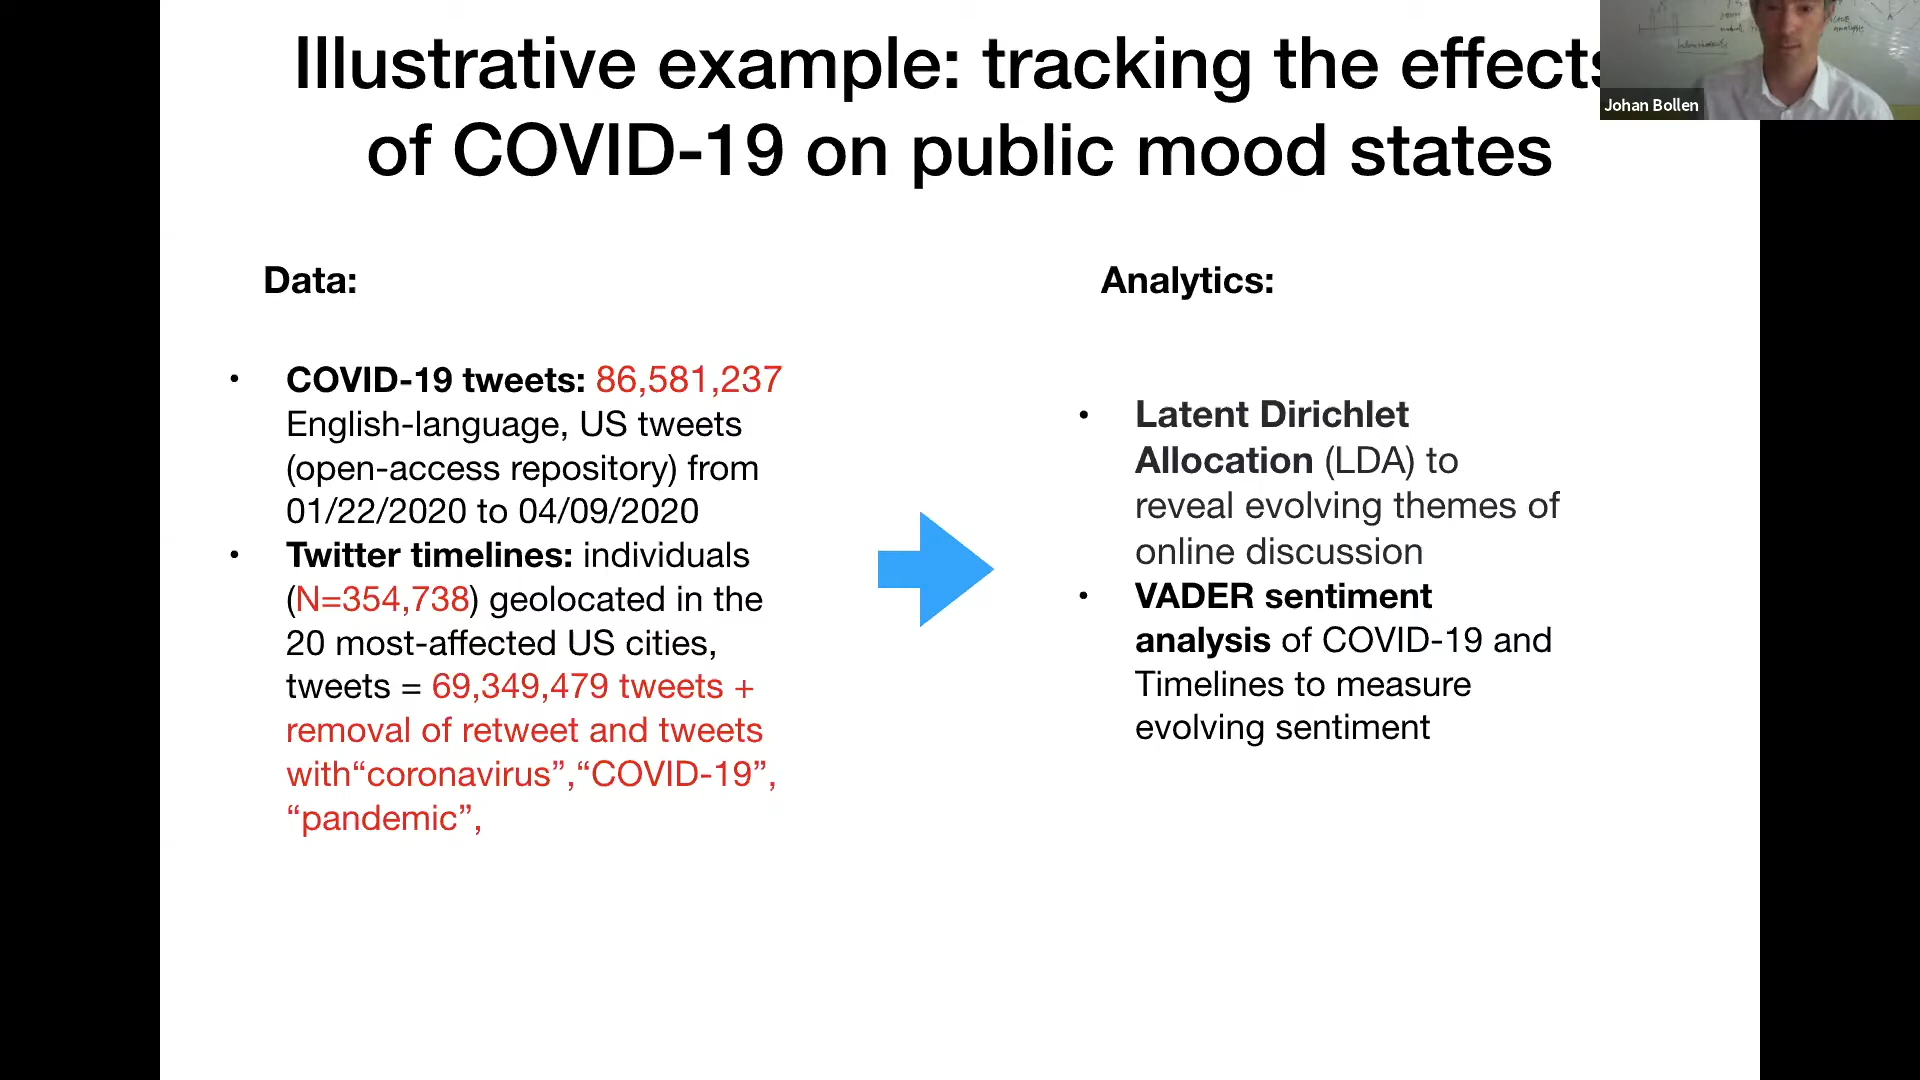 Illustrative example: tracking the effects
of COVID-19 on public mood states
Johan Bollen
Data:
• COVID-19 tweets: 86,581,237
English-language, US tweets
(open-access repository) from
01/22/2020 to 04/09/2020
• Twitter timelines: individuals
(N=354,738) geolocated in the
20 most-affected US cities,
tweets = 69,349,479 tweets +
removal of retweet and tweets
with“coronavirus”,“COVID-19”,
“pandemic”,
Analytics:
• Latent Dirichlet
Allocation (LDA) to
reveal evolving themes of
online discussion
• VADER sentiment
analysis of COVID-19 and
Timelines to measure
evolving sentiment